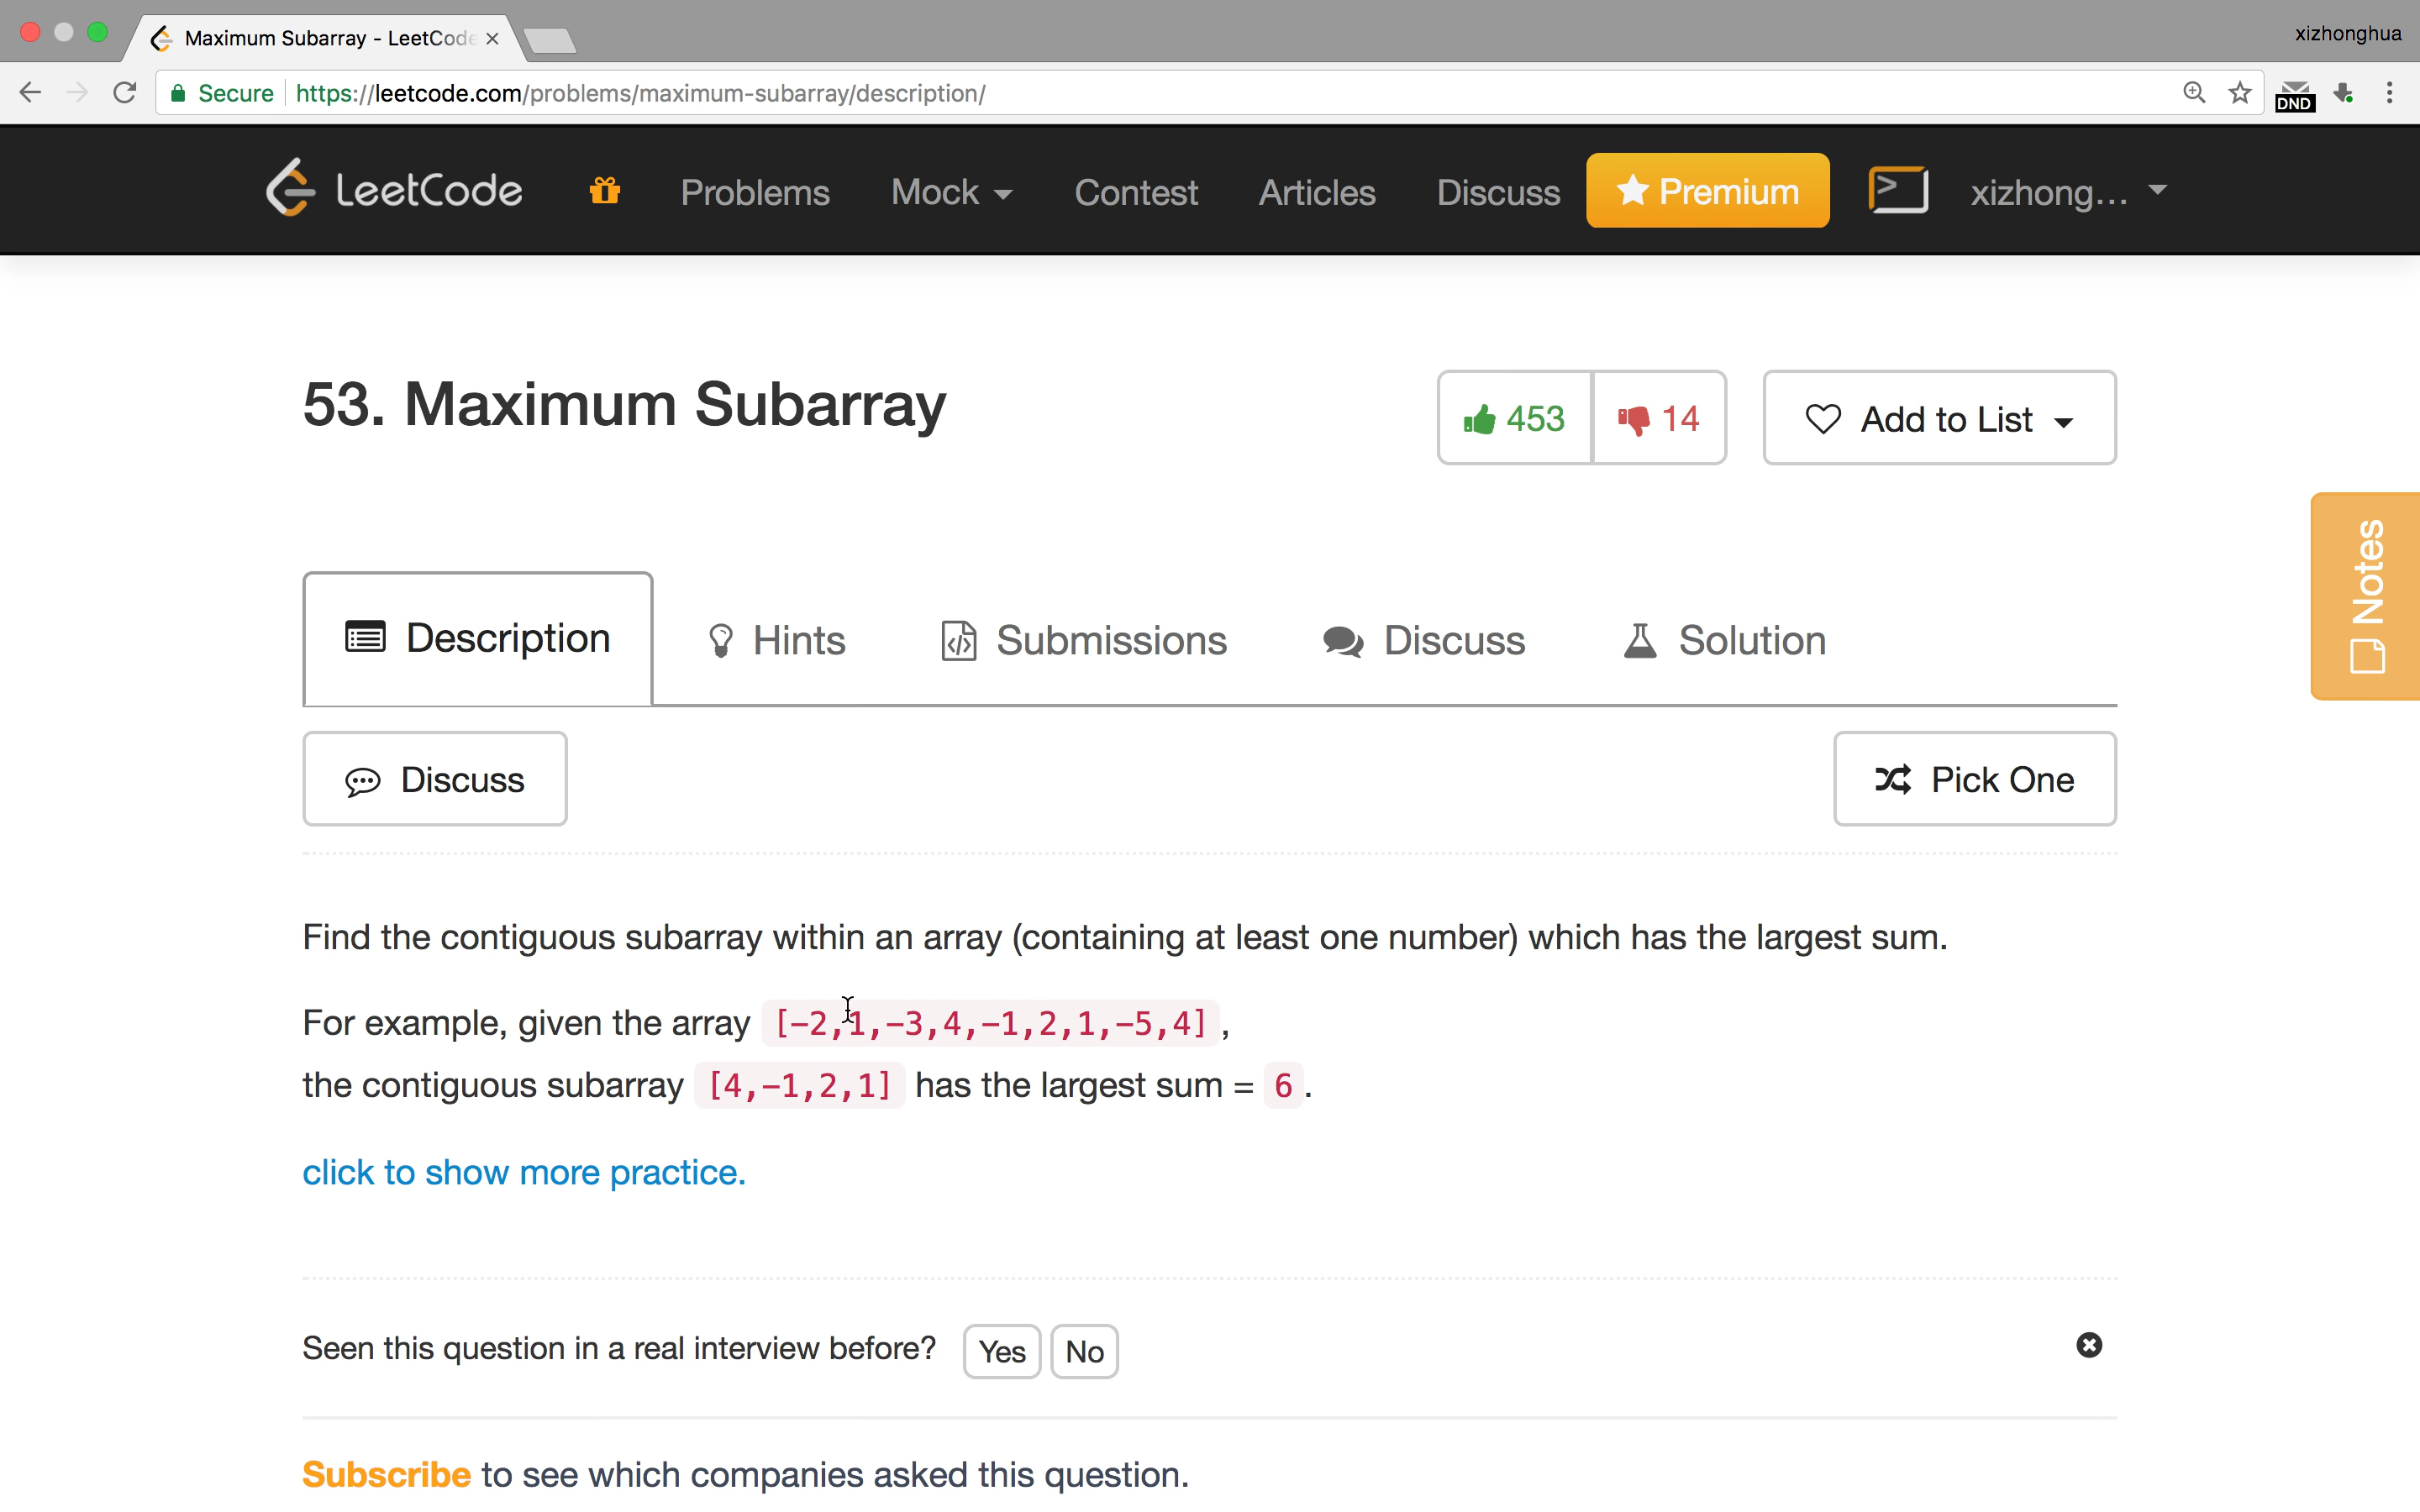 Maximum Subarray - LeetCode
xizhonghua
Secure https://leetcode.com/problems/maximum-subarray/description/
DND
LeetCode Problems Mock Contest Articles Discuss Premium xizhong...
53. Maximum Subarray
453 14 Add to List
Notes
Description Hints Submissions Discuss Solution
Discuss Pick One
Find the contiguous subarray within an array (containing at least one number) which has the largest sum.
For example, given the array [-2,1,-3,4,-1,2,1,-5,4],
the contiguous subarray [4,-1,2,1] has the largest sum = 6.
click to show more practice.
Seen this question in a real interview before? Yes No
Subscribe to see which companies asked this question.